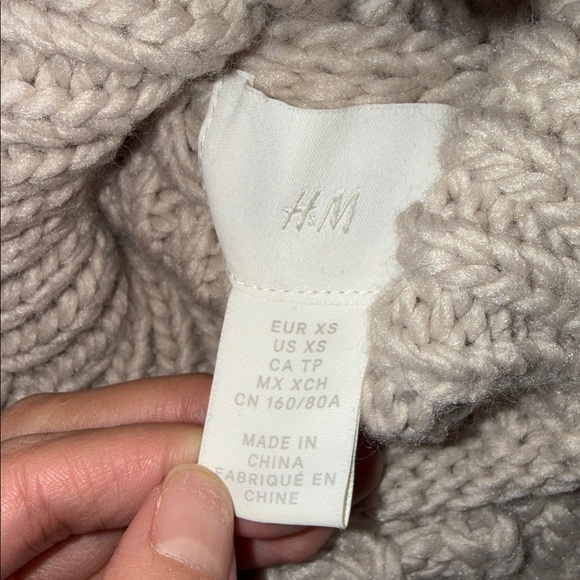 H&M
EUR XS
US XS
CA TP
MX XCH
CN 160/80A
MADE IN
CHINA
FABRIQUÉ EN
CHINE